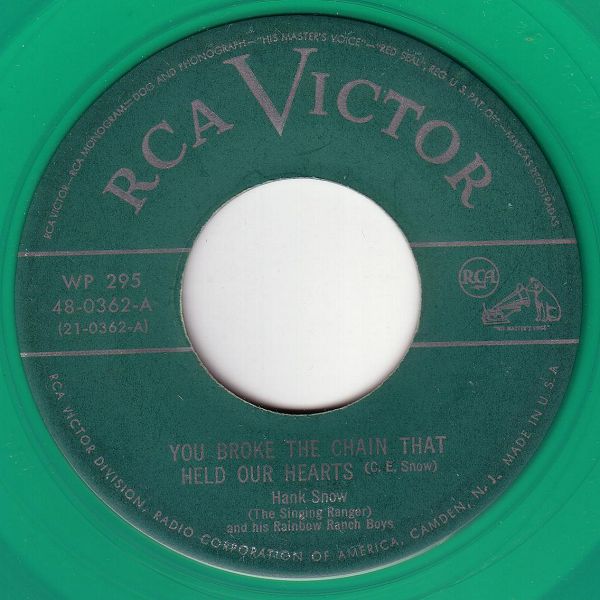 RCA VICTOR—RCA MONOGRAM—DOG AND PHONOGRAPH—"HIS MASTER'S VOICE"—"RED SEAL", REG. U.S. PAT. OFF.—MARCAS REGISTRADAS
RCA VICTOR
WP 295
48-0362-A
(21-0362-A)
RCA
"HIS MASTER'S VOICE"
YOU BROKE THE CHAIN THAT
HELD OUR HEARTS (C. E. Snow)
Hank Snow
(The Singing Ranger)
and his Rainbow Ranch Boys
RCA VICTOR DIVISION, RADIO CORPORATION OF AMERICA, CAMDEN, N. J. MADE IN U.S.A